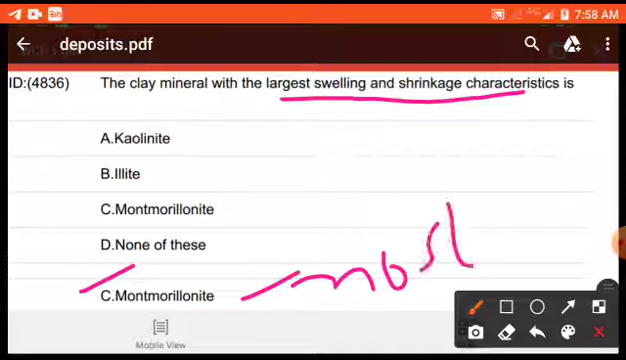 7:58 AM
deposits.pdf
ID:(4836) The clay mineral with the largest swelling and shrinkage characteristics is
A.Kaolinite
B.Illite
C.Montmorillonite
D.None of these
C.Montmorillonite
Mobile View